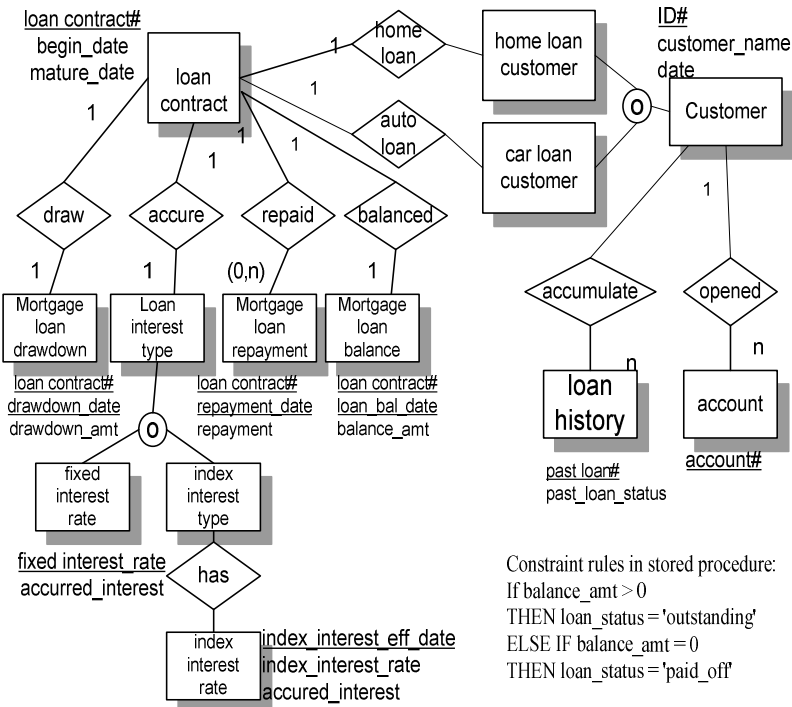 loan contract#
begin_date
mature_date
loan
contract
1
home
loan
home loan
customer
ID#
customer_name
date
O
Customer
1
auto
loan
car loan
customer
1
1
1
1
1
draw
accure
repaid
balanced
accumulate
opened
1
1
(0,n)
1
n
n
Mortgage
loan
drawdown
Loan
interest
type
Mortgage
loan
repayment
Mortgage
loan
balance
loan contract#
drawdown_date
drawdown_amt
loan contract#
repayment_date
repayment
loan contract#
loan_bal_date
balance_amt
loan
history
account
past loan#
past_loan_status
account#
O
fixed
interest
rate
index
interest
type
fixed interest_rate
accurred_interest
has
index
interest
rate
index_interest_eff_date
index_interest_rate
accured_interest
Constraint rules in stored procedure:
If balance_amt > 0
THEN loan_status = 'outstanding'
ELSE IF balance_amt = 0
THEN loan_status = 'paid_off'